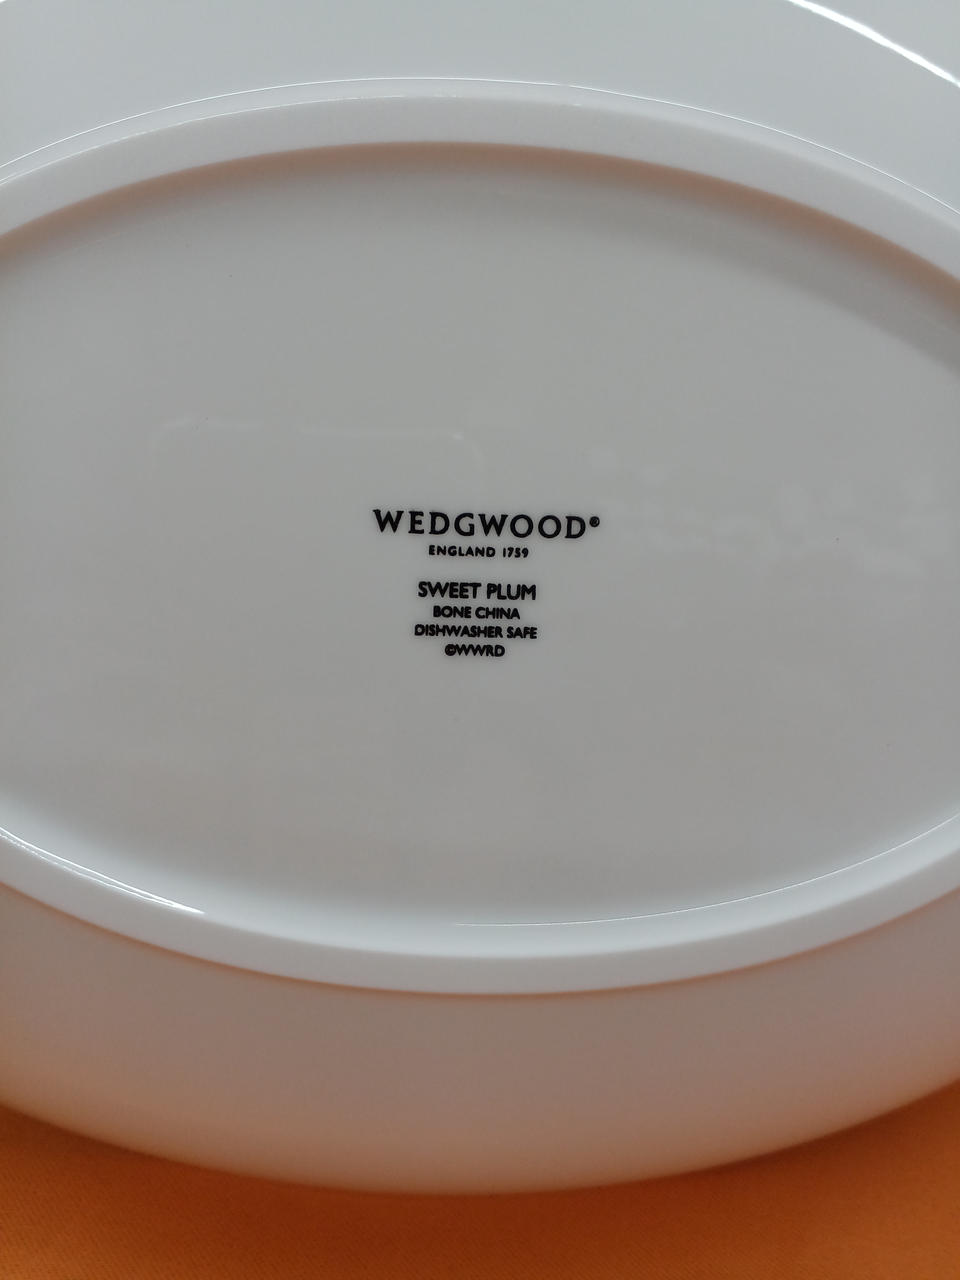 WEDGWOOD®
ENGLAND 1759
SWEET PLUM
BONE CHINA
DISHWASHER SAFE
©WWRD